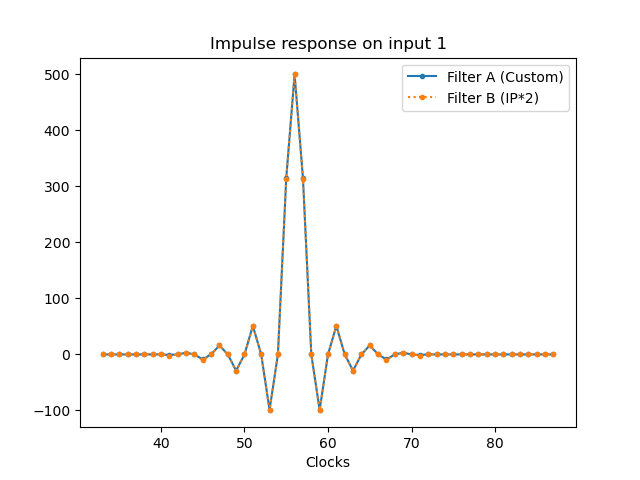 Impulse response on input 1
Filter A (Custom)
Filter B (IP*2)
500
400
300
200
100
0
−100
40 50 60 70 80
Clocks